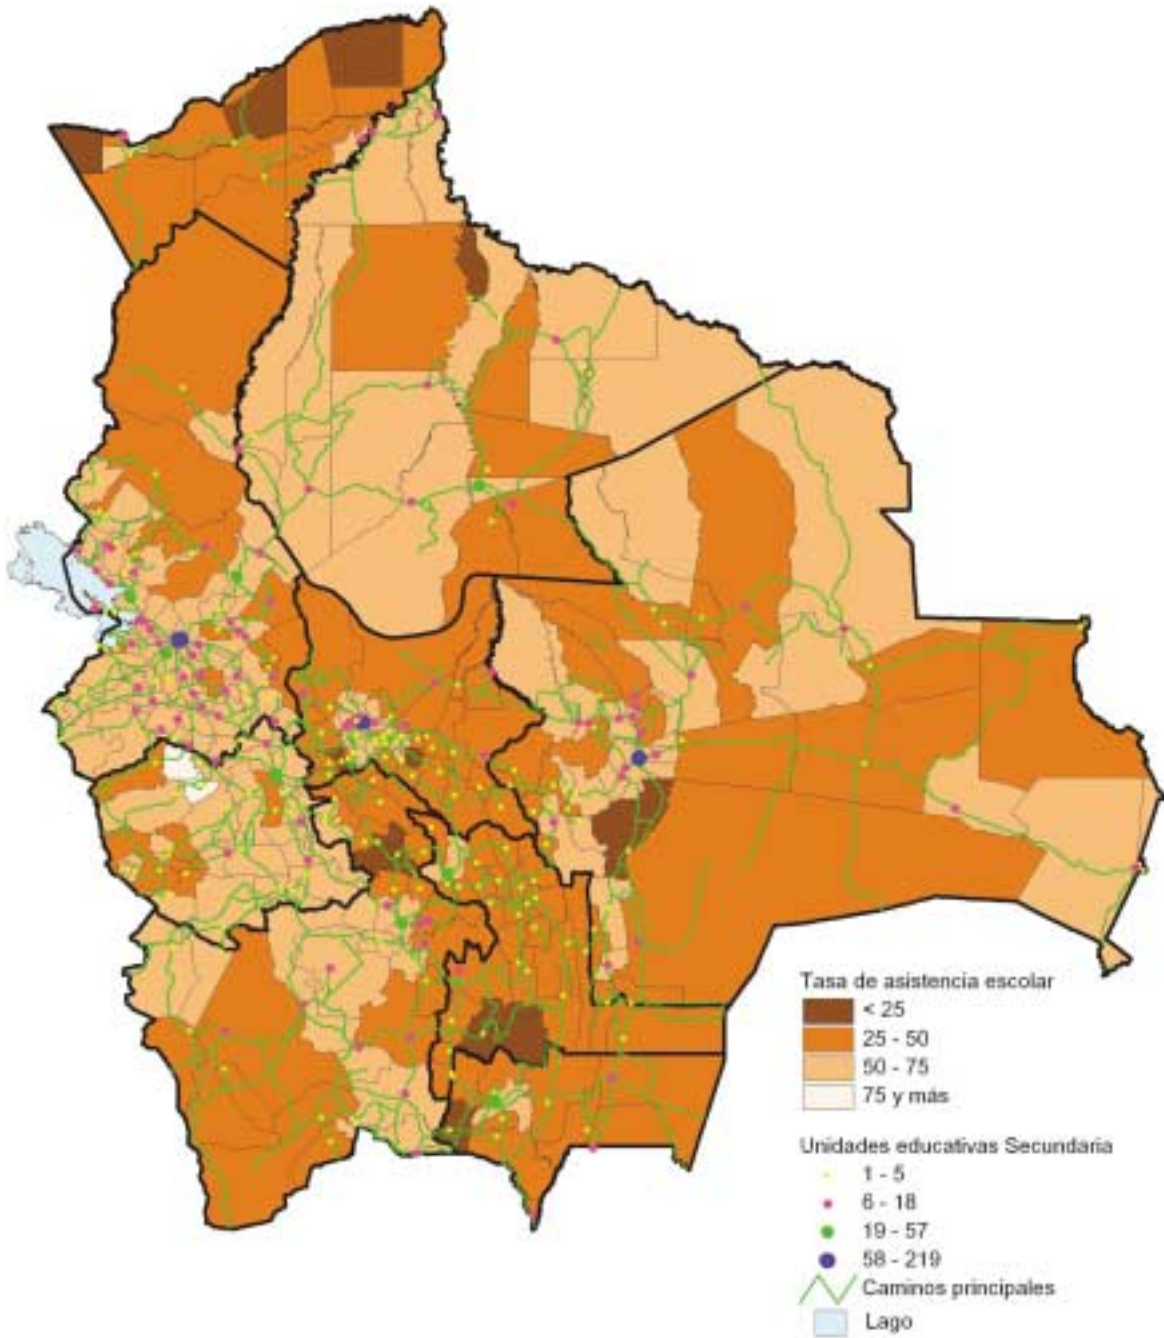 Tasa de asistencia escolar
< 25
25 - 50
50 - 75
75 y más
Unidades educativas Secundaria
1 - 5
6 - 18
19 - 57
58 - 219
Caminos principales
Lago